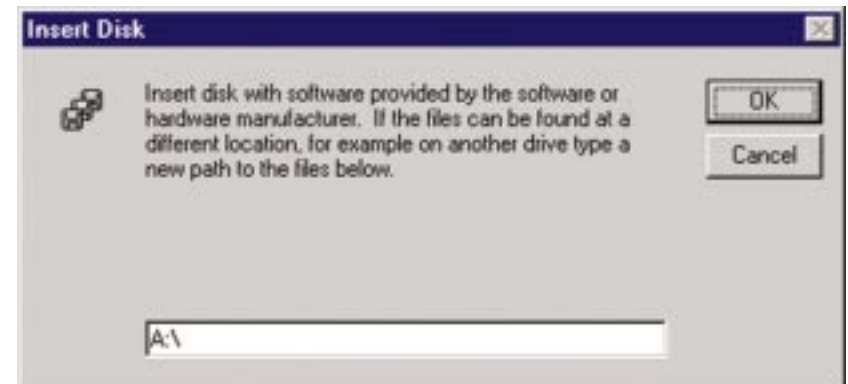 Insert Disk
Insert disk with software provided by the software or
hardware manufacturer. If the files can be found at a
different location, for example on another drive type a
new path to the files below.
OK
Cancel
A:\